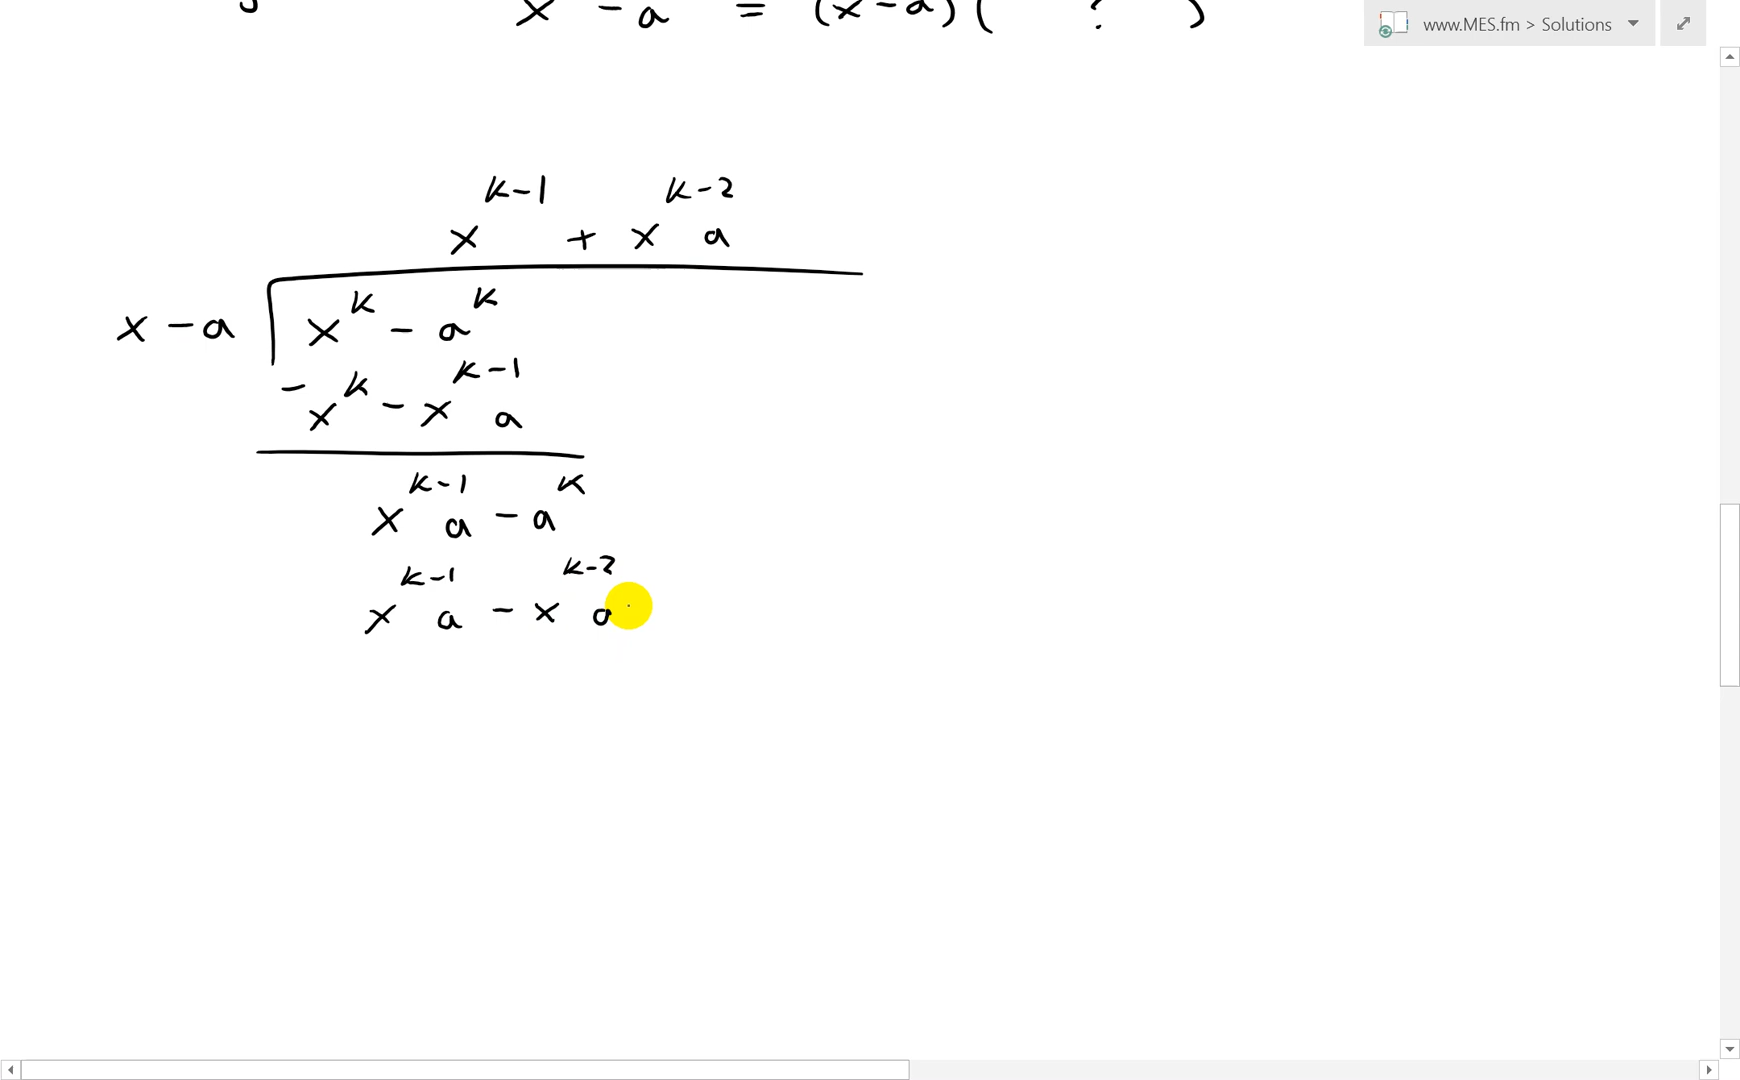 x - a = (x-a)( ? )
www.MES.fm > Solutions
x^{k-1} + x^{k-2} a
x - a x^k - a^k
- x^k - x^{k-1} a
x^{k-1} a - a^k
x^{k-1} a - x^{k-2} a